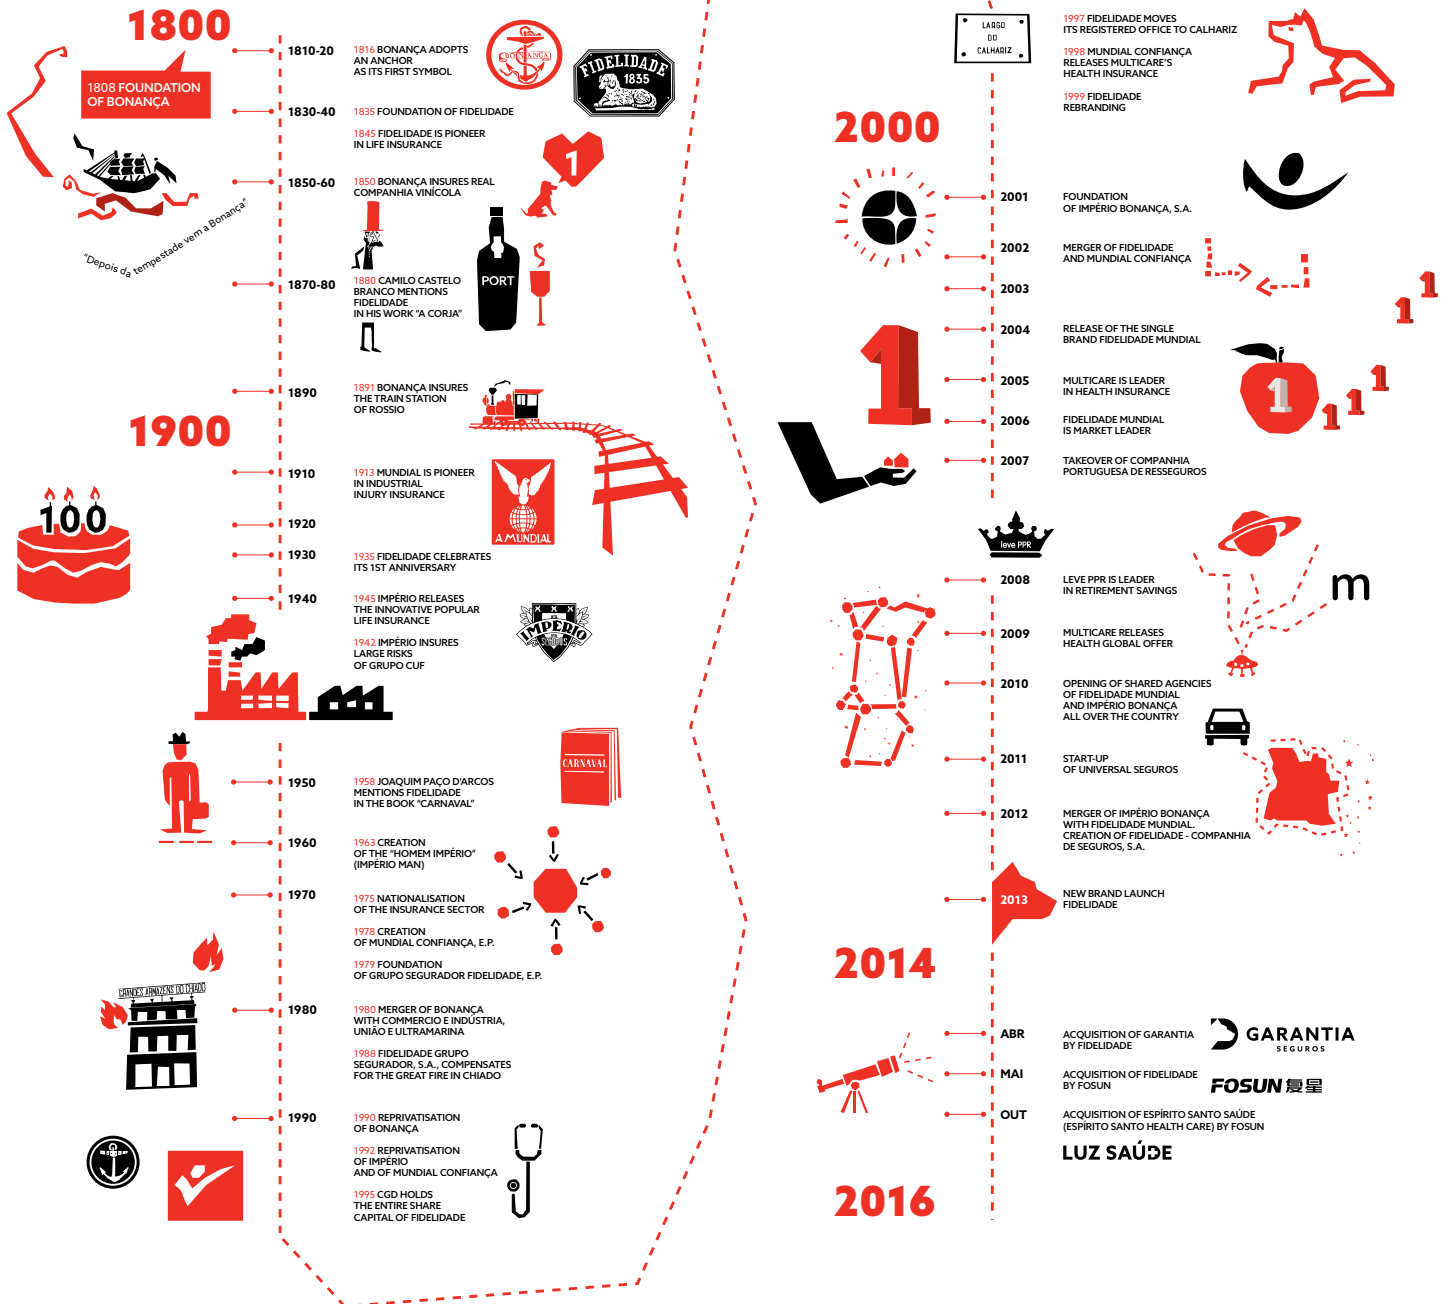 1800
1808 FOUNDATION
OF BONANÇA
"Depois da tempestade vem a Bonança"
1810-20
1816 BONANÇA ADOPTS
AN ANCHOR
AS ITS FIRST SYMBOL
BONANÇA
FIDELIDADE
1835
1830-40
1835 FOUNDATION OF FIDELIDADE
1845 FIDELIDADE IS PIONEER
IN LIFE INSURANCE
1
1850-60
1850 BONANÇA INSURES REAL
COMPANHIA VINÍCOLA
PORT
1870-80
1880 CAMILO CASTELO
BRANCO MENTIONS
FIDELIDADE
IN HIS WORK "A CORJA"
1890
1891 BONANÇA INSURES
THE TRAIN STATION
OF ROSSIO
1900
1910
1913 MUNDIAL IS PIONEER
IN INDUSTRIAL
INJURY INSURANCE
A MUNDIAL
100
1920
1930
1935 FIDELIDADE CELEBRATES
ITS 1ST ANNIVERSARY
1940
1945 IMPÉRIO RELEASES
THE INNOVATIVE POPULAR
LIFE INSURANCE
1942 IMPÉRIO INSURES
LARGE RISKS
OF GRUPO CUF
IMPÉRIO
SEGUROS
1950
1958 JOAQUIM PAÇO D'ARCOS
MENTIONS FIDELIDADE
IN THE BOOK "CARNAVAL"
CARNAVAL
1960
1963 CREATION
OF THE "HOMEM IMPÉRIO"
(IMPÉRIO MAN)
1970
1975 NATIONALISATION
OF THE INSURANCE SECTOR
1978 CREATION
OF MUNDIAL CONFIANÇA, E.P.
1979 FOUNDATION
OF GRUPO SEGURADOR FIDELIDADE, E.P.
GRANDES ARMAZENS DO CHIADO
1980
1980 MERGER OF BONANÇA
WITH COMMERCIO E INDÚSTRIA,
UNIÃO E ULTRAMARINA
1988 FIDELIDADE GRUPO
SEGURADOR, S.A., COMPENSATES
FOR THE GREAT FIRE IN CHIADO
1990
1990 REPRIVATISATION
OF BONANÇA
1992 REPRIVATISATION
OF IMPÉRIO
AND OF MUNDIAL CONFIANÇA
1995 CGD HOLDS
THE ENTIRE SHARE
CAPITAL OF FIDELIDADE
LARGO
DO
CALHARIZ
1997 FIDELIDADE MOVES
ITS REGISTERED OFFICE TO CALHARIZ
1998 MUNDIAL CONFIANÇA
RELEASES MULTICARE'S
HEALTH INSURANCE
1999 FIDELIDADE
REBRANDING
2000
2001
FOUNDATION
OF IMPÉRIO BONANÇA, S.A.
2002
MERGER OF FIDELIDADE
AND MUNDIAL CONFIANÇA
2003
2004
RELEASE OF THE SINGLE
BRAND FIDELIDADE MUNDIAL
1
2005
MULTICARE IS LEADER
IN HEALTH INSURANCE
1
1
1
1
1
1
2006
FIDELIDADE MUNDIAL
IS MARKET LEADER
2007
TAKEOVER OF COMPANHIA
PORTUGUESA DE RESSEGUROS
leve PPR
2008
LEVE PPR IS LEADER
IN RETIREMENT SAVINGS
m
2009
MULTICARE RELEASES
HEALTH GLOBAL OFFER
2010
OPENING OF SHARED AGENCIES
OF FIDELIDADE MUNDIAL
AND IMPÉRIO BONANÇA
ALL OVER THE COUNTRY
2011
START-UP
OF UNIVERSAL SEGUROS
2012
MERGER OF IMPÉRIO BONANÇA
WITH FIDELIDADE MUNDIAL.
CREATION OF FIDELIDADE - COMPANHIA
DE SEGUROS, S.A.
2013
NEW BRAND LAUNCH
FIDELIDADE
2014
ABR
ACQUISITION OF GARANTIA
BY FIDELIDADE
GARANTIA
SEGUROS
MAI
ACQUISITION OF FIDELIDADE
BY FOSUN
FOSUN 复星
OUT
ACQUISITION OF ESPÍRITO SANTO SAÚDE
(ESPÍRITO SANTO HEALTH CARE) BY FOSUN
LUZ SAÚDE
2016